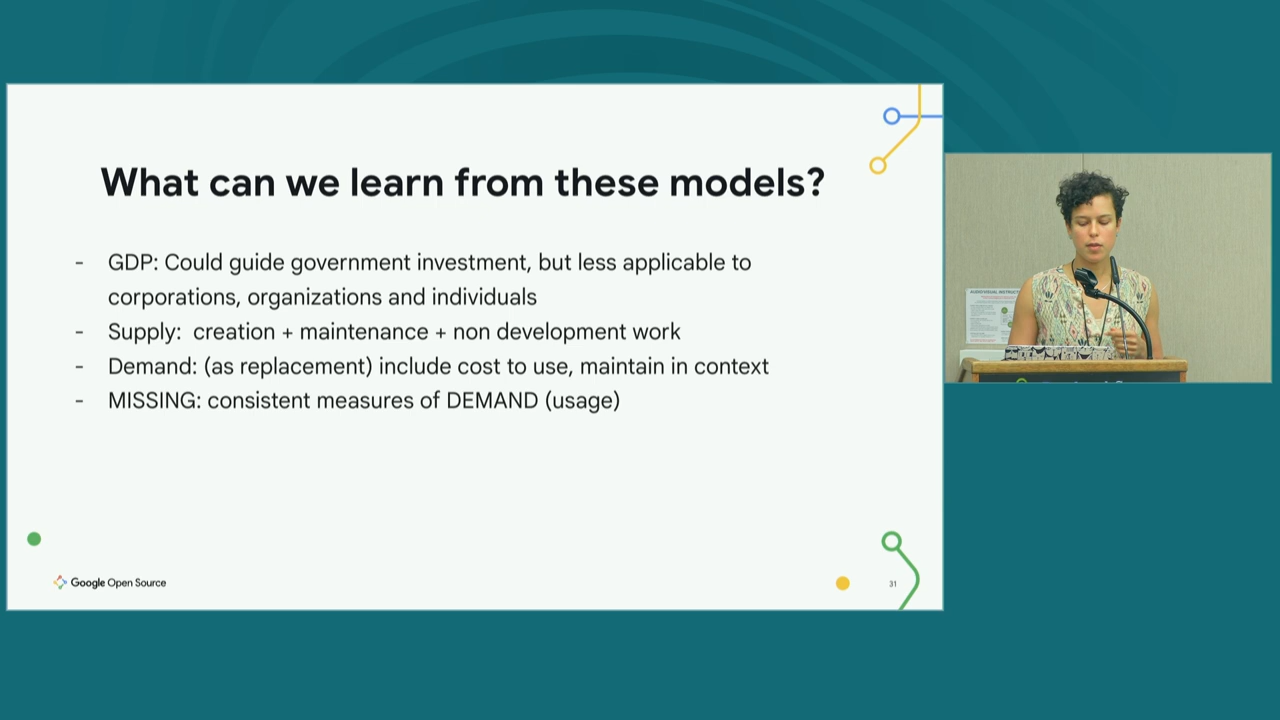 What can we learn from these models?
- GDP: Could guide government investment, but less applicable to
corporations, organizations and individuals
- Supply: creation + maintenance + non development work
- Demand: (as replacement) include cost to use, maintain in context
- MISSING: consistent measures of DEMAND (usage)
Google Open Source
31